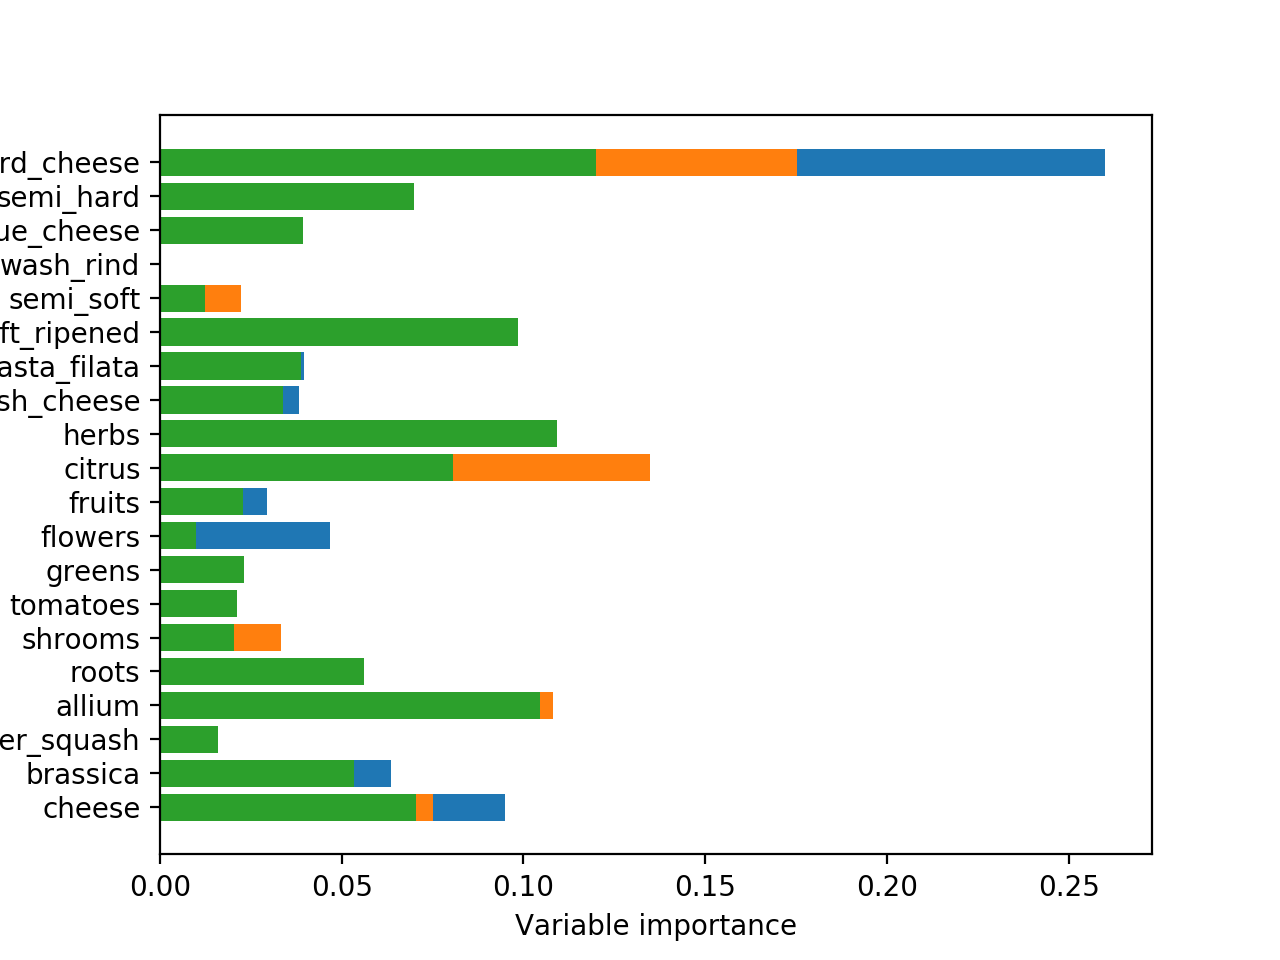 rd_cheese
semi_hard
ue_cheese
wash_rind
semi_soft
ft_ripened
asta_filata
sh_cheese
herbs
citrus
fruits
flowers
greens
tomatoes
shrooms
roots
allium
er_squash
brassica
cheese
0.00 0.05 0.10 0.15 0.20 0.25
Variable importance